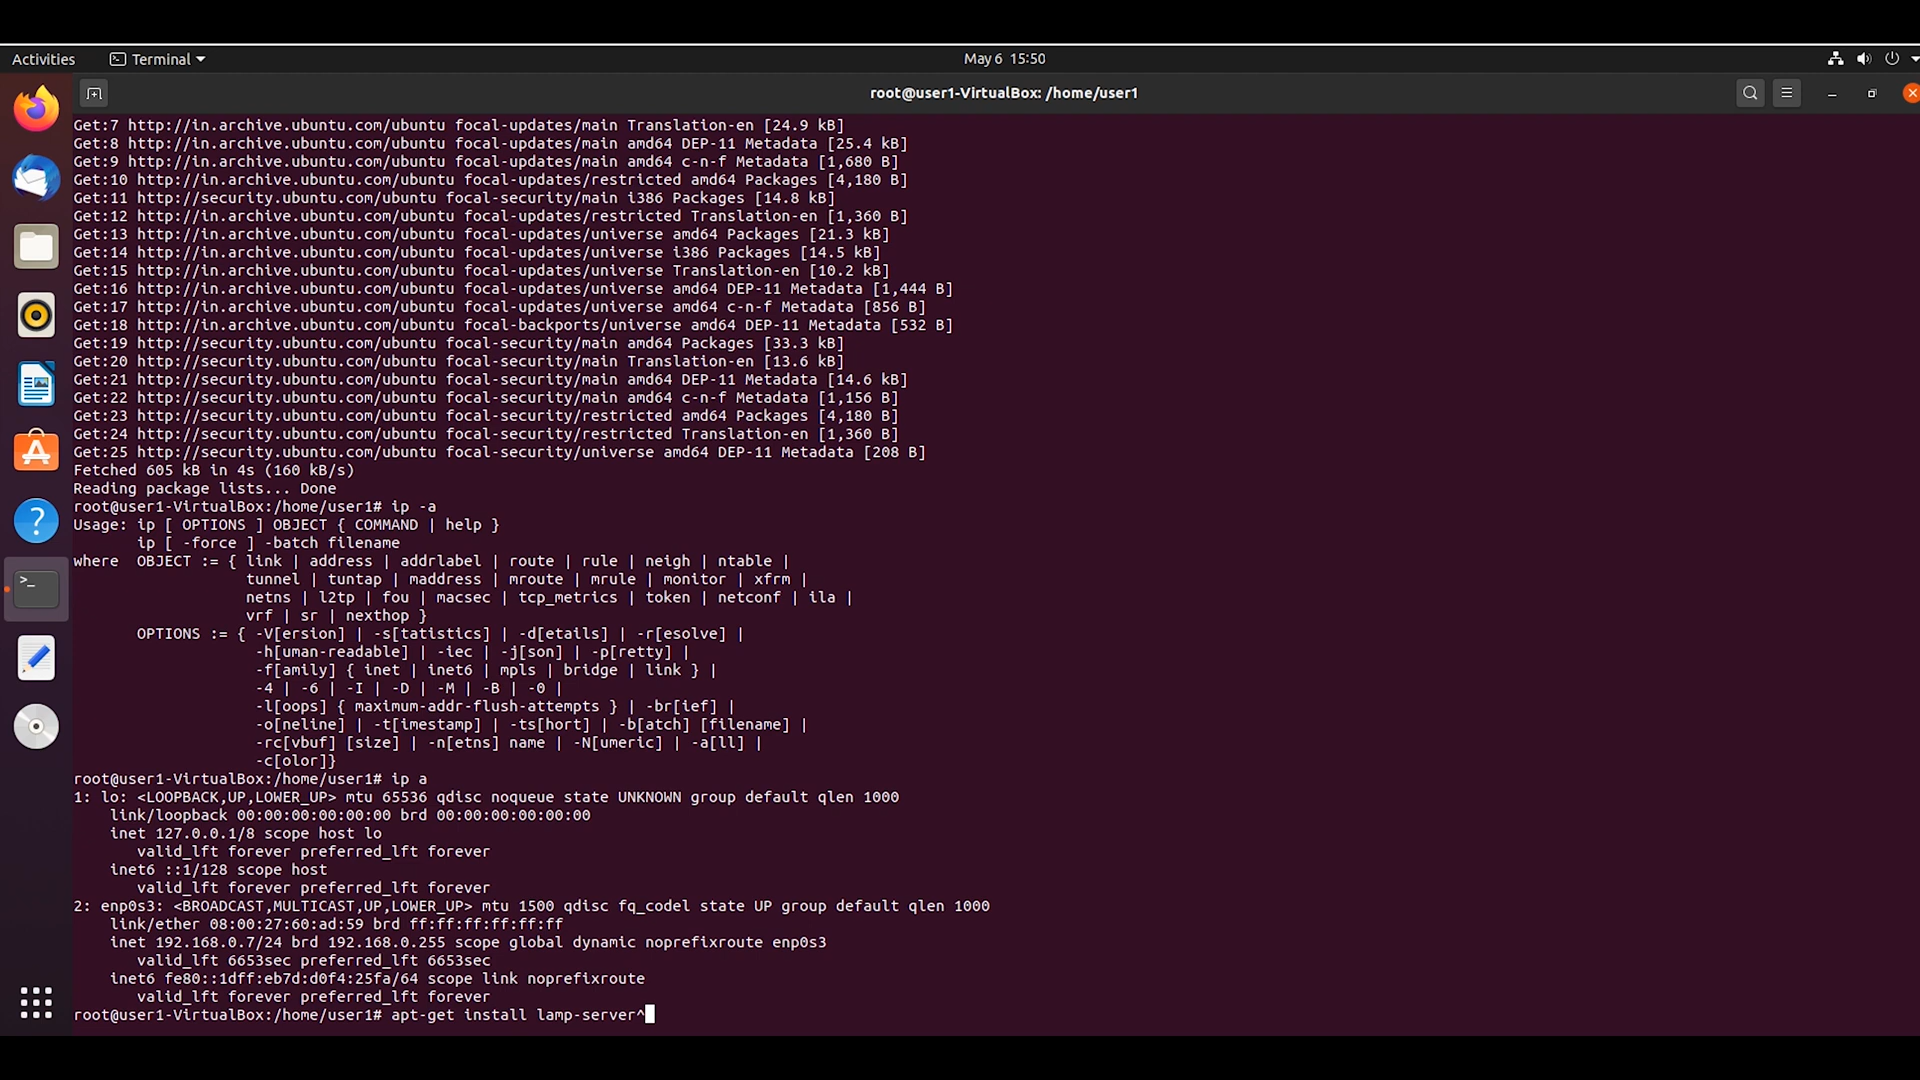 Activities
Terminal
May 6 15:50
root@user1-VirtualBox: /home/user1
Get:7 http://in.archive.ubuntu.com/ubuntu focal-updates/main Translation-en [24.9 kB]
Get:8 http://in.archive.ubuntu.com/ubuntu focal-updates/main amd64 DEP-11 Metadata [25.4 kB]
Get:9 http://in.archive.ubuntu.com/ubuntu focal-updates/main amd64 c-n-f Metadata [1,680 B]
Get:10 http://in.archive.ubuntu.com/ubuntu focal-updates/restricted amd64 Packages [4,180 B]
Get:11 http://security.ubuntu.com/ubuntu focal-security/main i386 Packages [14.8 kB]
Get:12 http://in.archive.ubuntu.com/ubuntu focal-updates/restricted Translation-en [1,360 B]
Get:13 http://in.archive.ubuntu.com/ubuntu focal-updates/universe amd64 Packages [21.3 kB]
Get:14 http://in.archive.ubuntu.com/ubuntu focal-updates/universe i386 Packages [14.5 kB]
Get:15 http://in.archive.ubuntu.com/ubuntu focal-updates/universe Translation-en [10.2 kB]
Get:16 http://in.archive.ubuntu.com/ubuntu focal-updates/universe amd64 DEP-11 Metadata [1,444 B]
Get:17 http://in.archive.ubuntu.com/ubuntu focal-updates/universe amd64 c-n-f Metadata [856 B]
Get:18 http://in.archive.ubuntu.com/ubuntu focal-backports/universe amd64 DEP-11 Metadata [532 B]
Get:19 http://security.ubuntu.com/ubuntu focal-security/main amd64 Packages [33.3 kB]
Get:20 http://security.ubuntu.com/ubuntu focal-security/main Translation-en [13.6 kB]
Get:21 http://security.ubuntu.com/ubuntu focal-security/main amd64 DEP-11 Metadata [14.6 kB]
Get:22 http://security.ubuntu.com/ubuntu focal-security/main amd64 c-n-f Metadata [1,156 B]
Get:23 http://security.ubuntu.com/ubuntu focal-security/restricted amd64 Packages [4,180 B]
Get:24 http://security.ubuntu.com/ubuntu focal-security/restricted Translation-en [1,360 B]
Get:25 http://security.ubuntu.com/ubuntu focal-security/universe amd64 DEP-11 Metadata [208 B]
Fetched 605 kB in 4s (160 kB/s)
Reading package lists... Done
root@user1-VirtualBox:/home/user1# ip -a
Usage: ip [ OPTIONS ] OBJECT { COMMAND | help }
       ip [ -force ] -batch filename
where  OBJECT := { link | address | addrlabel | route | rule | neigh | ntable |
                   tunnel | tuntap | maddress | mroute | mrule | monitor | xfrm |
                   netns | l2tp | fou | macsec | tcp_metrics | token | netconf | ila |
                   vrf | sr | nexthop }
       OPTIONS := { -V[ersion] | -s[tatistics] | -d[etails] | -r[esolve] |
                    -h[uman-readable] | -iec | -j[son] | -p[retty] |
                    -f[amily] { inet | inet6 | mpls | bridge | link } |
                    -4 | -6 | -I | -D | -M | -B | -0 |
                    -l[oops] { maximum-addr-flush-attempts } | -br[ief] |
                    -o[neline] | -t[imestamp] | -ts[hort] | -b[atch] [filename] |
                    -rc[vbuf] [size] | -n[etns] name | -N[umeric] | -a[ll] |
                    -c[olor]}
root@user1-VirtualBox:/home/user1# ip a
1: lo: <LOOPBACK,UP,LOWER_UP> mtu 65536 qdisc noqueue state UNKNOWN group default qlen 1000
    link/loopback 00:00:00:00:00:00 brd 00:00:00:00:00:00
    inet 127.0.0.1/8 scope host lo
       valid_lft forever preferred_lft forever
    inet6 ::1/128 scope host
       valid_lft forever preferred_lft forever
2: enp0s3: <BROADCAST,MULTICAST,UP,LOWER_UP> mtu 1500 qdisc fq_codel state UP group default qlen 1000
    link/ether 08:00:27:60:ad:59 brd ff:ff:ff:ff:ff:ff
    inet 192.168.0.7/24 brd 192.168.0.255 scope global dynamic noprefixroute enp0s3
       valid_lft 6653sec preferred_lft 6653sec
    inet6 fe80::1dff:eb7d:d0f4:25fa/64 scope link noprefixroute
       valid_lft forever preferred_lft forever
root@user1-VirtualBox:/home/user1# apt-get install lamp-server^